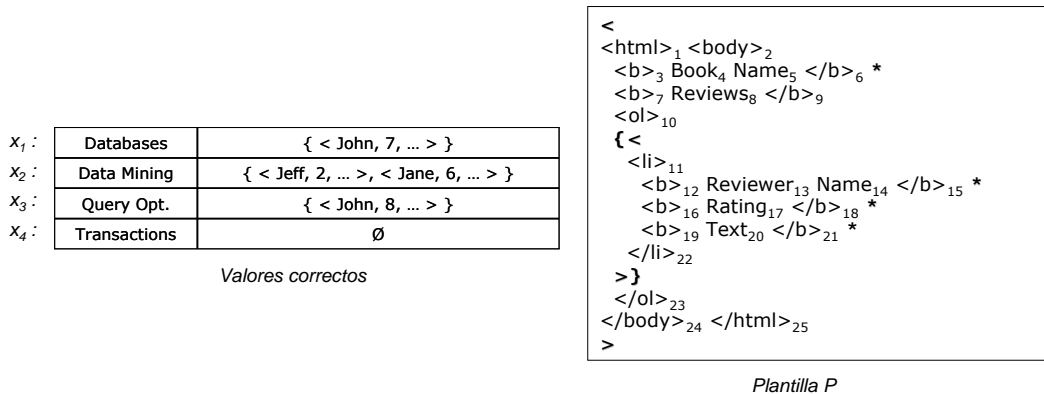 x1 : Databases { < John, 7, ... > }
x2 : Data Mining { < Jeff, 2, ... >, < Jane, 6, ... > }
x3 : Query Opt. { < John, 8, ... > }
x4 : Transactions Ø
Valores correctos
<
<html>1 <body>2
<b>3 Book4 Name5 </b>6 *
<b>7 Reviews8 </b>9
<ol>10
{<
<li>11
<b>12 Reviewer13 Name14 </b>15 *
<b>16 Rating17 </b>18 *
<b>19 Text20 </b>21 *
</li>22
>}
</ol>23
</body>24 </html>25
>
Plantilla P